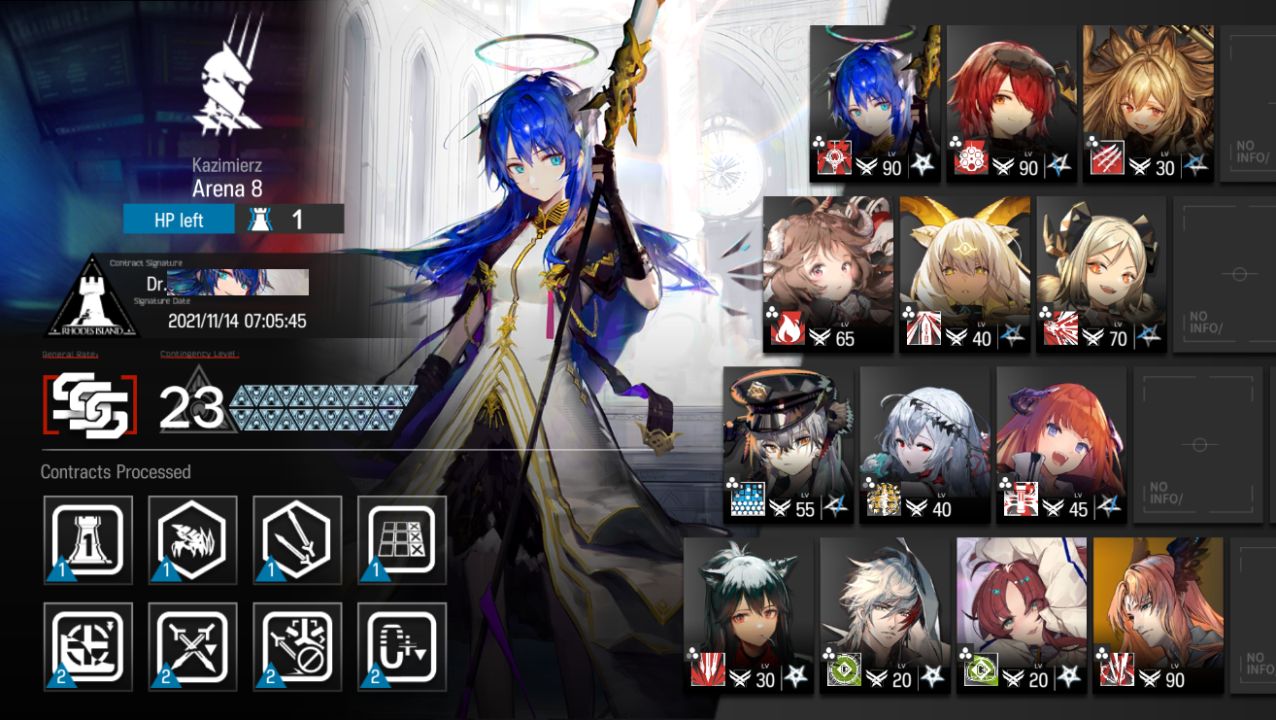 Kazimierz
Arena 8
HP left 1
Contract Signature
Dr.
Signature Date
2021/11/14 07:05:45
RHODES ISLAND
General Rate
Contingency Level
23
Contracts Processed
1
1
1
1
2
2
2
2
LV
90
LV
90
LV
30
NO
INFO/
LV
65
LV
40
LV
70
NO
INFO/
LV
55
LV
40
LV
45
NO
INFO/
LV
30
LV
20
LV
20
LV
90
NO
INFO